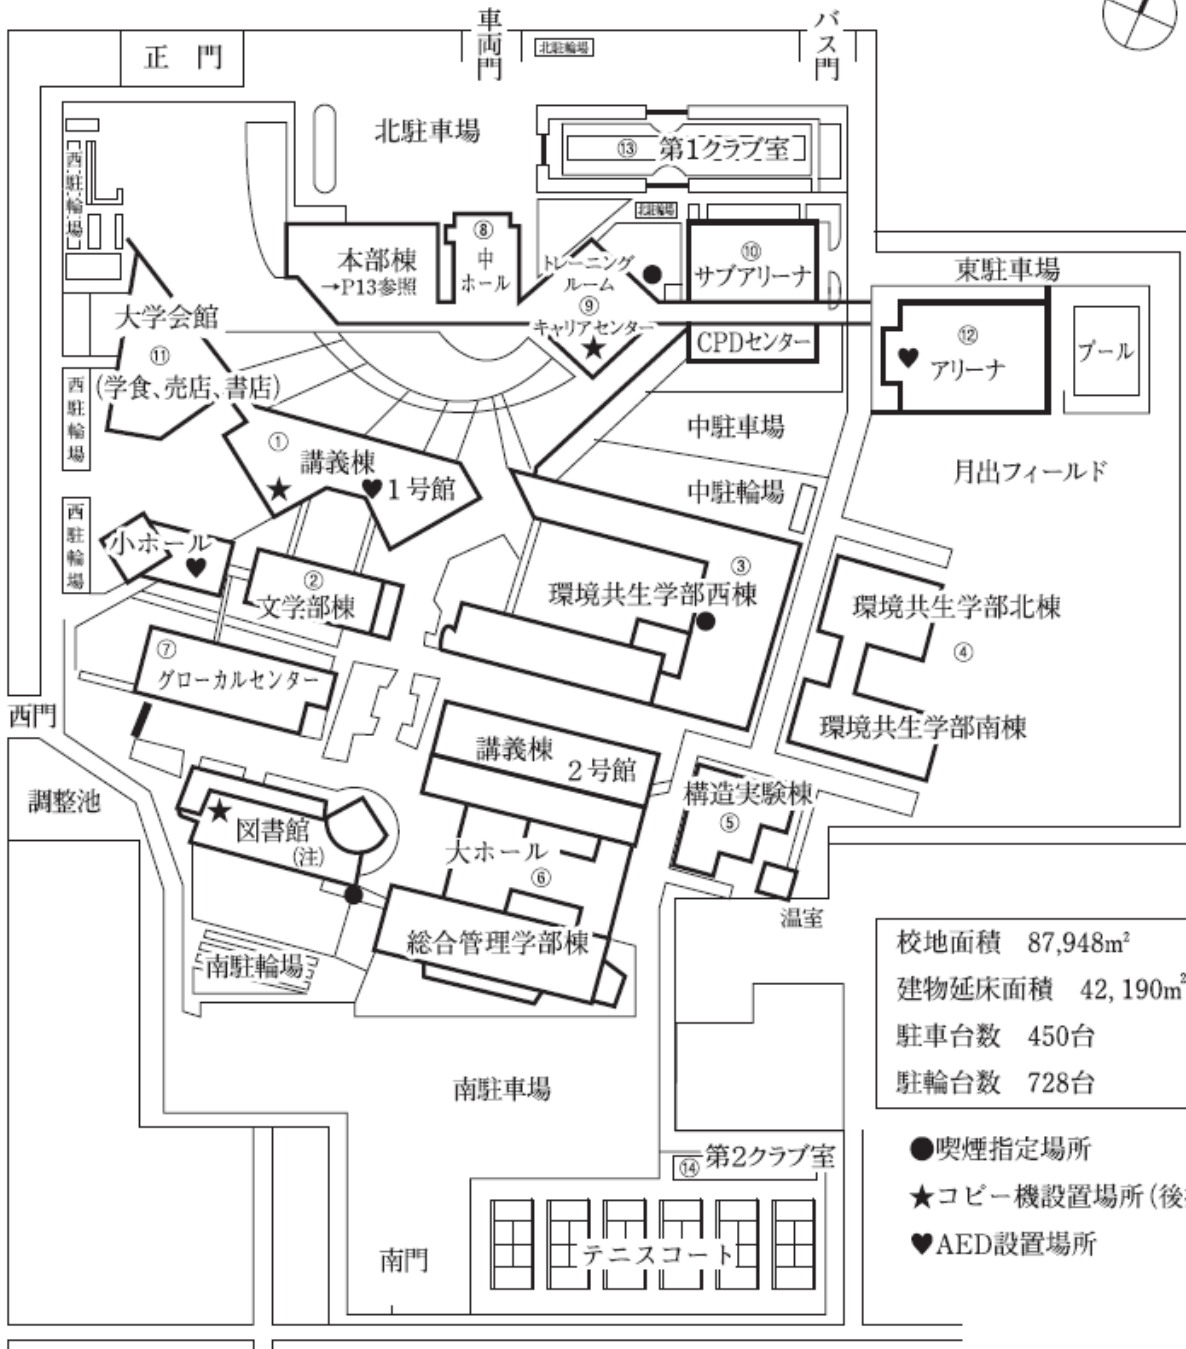 正門
車両門
北駐輪場
バス門
北駐車場
⑬ 第1クラブ室
西駐輪場
北駐輪場
本部棟
→P13参照
⑧
中
ホール
トレーニング
ルーム
⑨
キャリアセンター
★
●
⑩
サブアリーナ
CPDセンター
東駐車場
⑫
♥
アリーナ
プール
大学会館
⑪
(学食、売店、書店)
西駐輪場
中駐車場
月出フィールド
①
講義棟
★ ♥ 1号館
中駐輪場
西駐輪場
小ホール
♥
②
文学部棟
③
環境共生学部西棟
●
環境共生学部北棟
④
環境共生学部南棟
⑦
グローカルセンター
西門
講義棟
2号館
調整池
★
図書館
(注)
●
構造実験棟
⑤
大ホール
⑥
温室
総合管理学部棟
南駐輪場
校地面積 87,948m²
建物延床面積 42,190m²
駐車台数 450台
駐輪台数 728台
南駐車場
●喫煙指定場所
★コピー機設置場所(後
♥AED設置場所
⑭ 第2クラブ室
テニスコート
南門